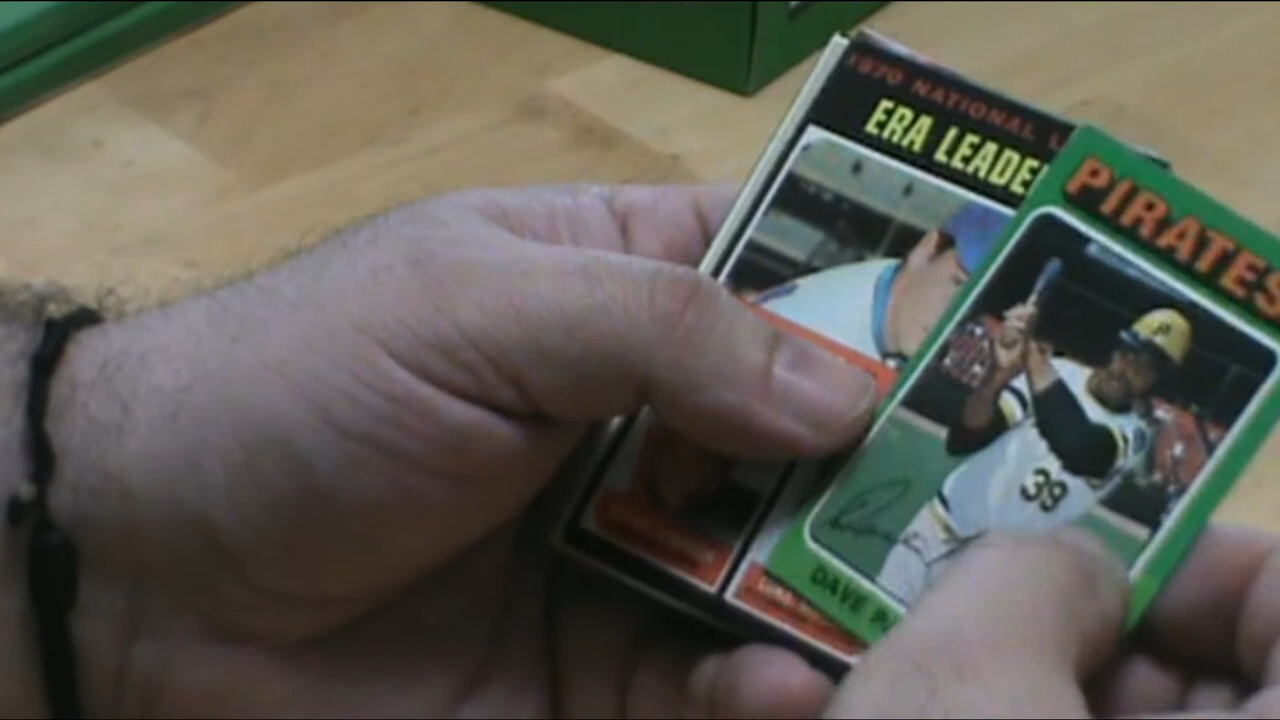 1970 NATIONAL L
ERA LEADE
PIRATES
P
39
DAVE P